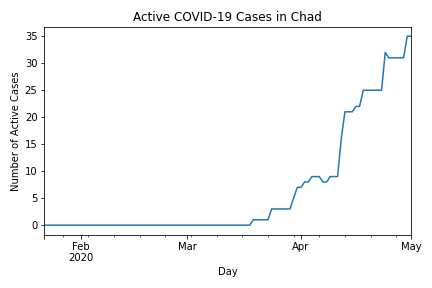 Active COVID-19 Cases in Chad
Number of Active Cases
35
30
25
20
15
10
5
0
Feb
2020
Mar
Apr
May
Day